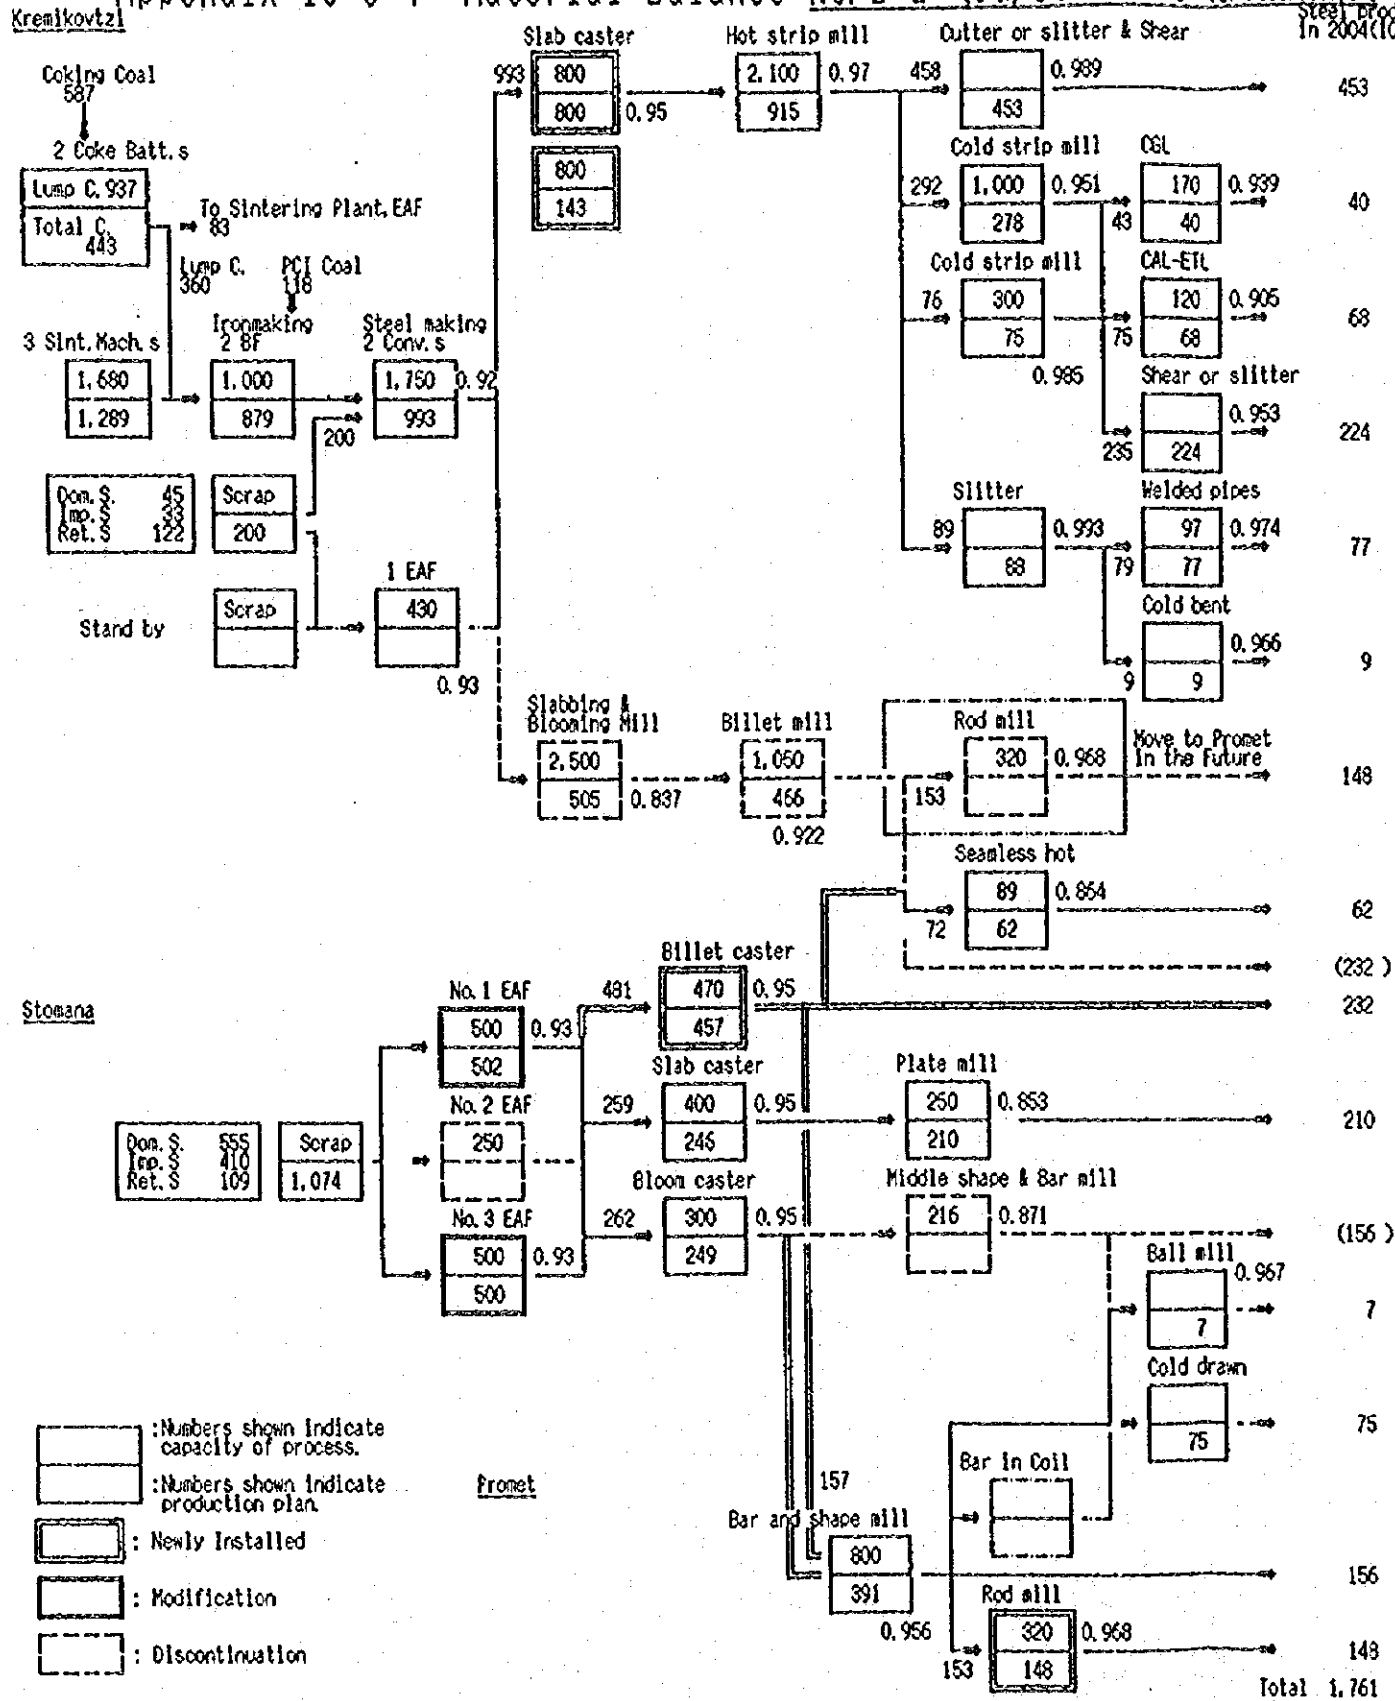 Appendix 10-6-1 Material Balance
Kremikovtzi
Steel prod
In 2004(10
Slab caster
Hot strip mill
Cutter or slitter & Shear
Coking Coal
587
993
800
800
0.95
2.100
915
0.97
458
453
0.989
453
2 Coke Batt.s
Lump C. 937
Total C.
443
To Sintering Plant, EAF
83
800
143
Cold strip mill
292
1.000
278
0.951
43
CGL
170
40
0.939
40
Lump C.
360
PCI Coal
118
Cold strip mill
76
300
75
0.985
75
CAL-ETL
120
68
0.905
68
3 Sint. Mach.s
1,680
1,289
Ironmaking
2 BF
1,000
879
Steel making
2 Conv.s
1,750
993
0.92
200
Shear or slitter
235
224
0.953
224
Dom. S. 45
Imp. S 33
Ret. S 122
Scrap
200
Slitter
89
88
0.993
79
Welded pipes
97
77
0.974
77
Stand by
Scrap
1 EAF
430
0.93
Cold bent
9
9
0.966
9
Slabbing &
Blooming Mill
2,500
505
0.837
Billet mill
1,050
466
0.922
Rod mill
153
320
0.968
Move to Promet
In the Future
148
Seamless hot
72
89
62
0.864
62
(232 )
Stomana
No. 1 EAF
500
502
0.93
481
Billet caster
470
457
0.95
232
Slab caster
259
400
246
0.95
Plate mill
250
210
0.853
210
Dom. S. 555
Imp. S 410
Ret. S 109
Scrap
1,074
No. 2 EAF
250
Bloom caster
262
300
249
0.95
Middle shape & Bar mill
216
0.871
(156 )
No. 3 EAF
500
500
0.93
Ball mill
7
0.967
7
Cold drawn
75
75
:Numbers shown indicate
capacity of process.
:Numbers shown indicate
production plan.
: Newly Installed
: Modification
: Discontinuation
Promet
157
Bar in Coil
Bar and shape mill
800
391
0.956
156
Rod mill
153
320
148
0.968
148
Total 1,761